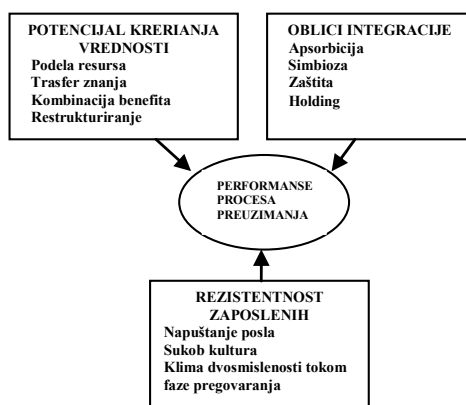 POTENCIJAL KRERIANJA
VREDNOSTI
Podela resursa
Trasfer znanja
Kombinacija benefita
Restrukturiranje
OBLICI INTEGRACIJE
Apsorbicija
Simbioza
Zaštita
Holding
PERFORMANSE
PROCESA
PREUZIMANJA
REZISTENTNOST
ZAPOSLENIH
Napuštanje posla
Sukob kultura
Klima dvosmislenosti tokom
faze pregovaranja